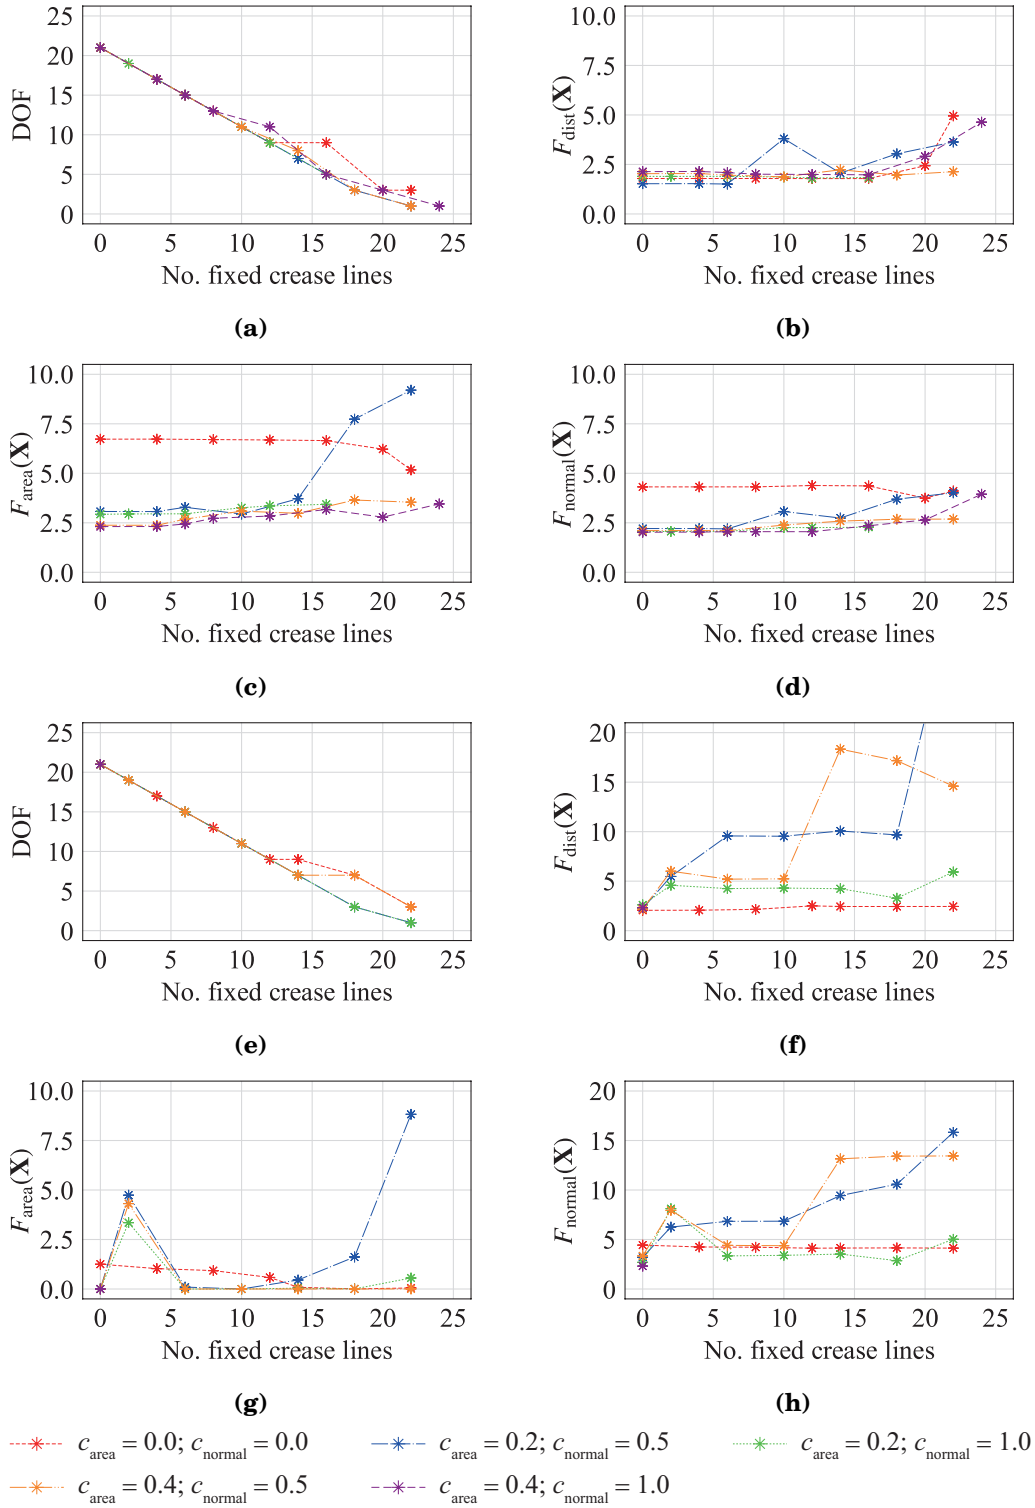 DOF
25
20
15
10
5
0
0 5 10 15 20 25
No. fixed crease lines
(a)
F_dist(X)
10.0
7.5
5.0
2.5
0.0
0 5 10 15 20 25
No. fixed crease lines
(b)
F_area(X)
10.0
7.5
5.0
2.5
0.0
0 5 10 15 20 25
No. fixed crease lines
(c)
F_normal(X)
10.0
7.5
5.0
2.5
0.0
0 5 10 15 20 25
No. fixed crease lines
(d)
DOF
25
20
15
10
5
0
0 5 10 15 20 25
No. fixed crease lines
(e)
F_dist(X)
20
15
10
5
0
0 5 10 15 20 25
No. fixed crease lines
(f)
F_area(X)
10.0
7.5
5.0
2.5
0.0
0 5 10 15 20 25
No. fixed crease lines
(g)
F_normal(X)
20
15
10
5
0
0 5 10 15 20 25
No. fixed crease lines
(h)
c_area = 0.0; c_normal = 0.0
c_area = 0.2; c_normal = 0.5
c_area = 0.2; c_normal = 1.0
c_area = 0.4; c_normal = 0.5
c_area = 0.4; c_normal = 1.0